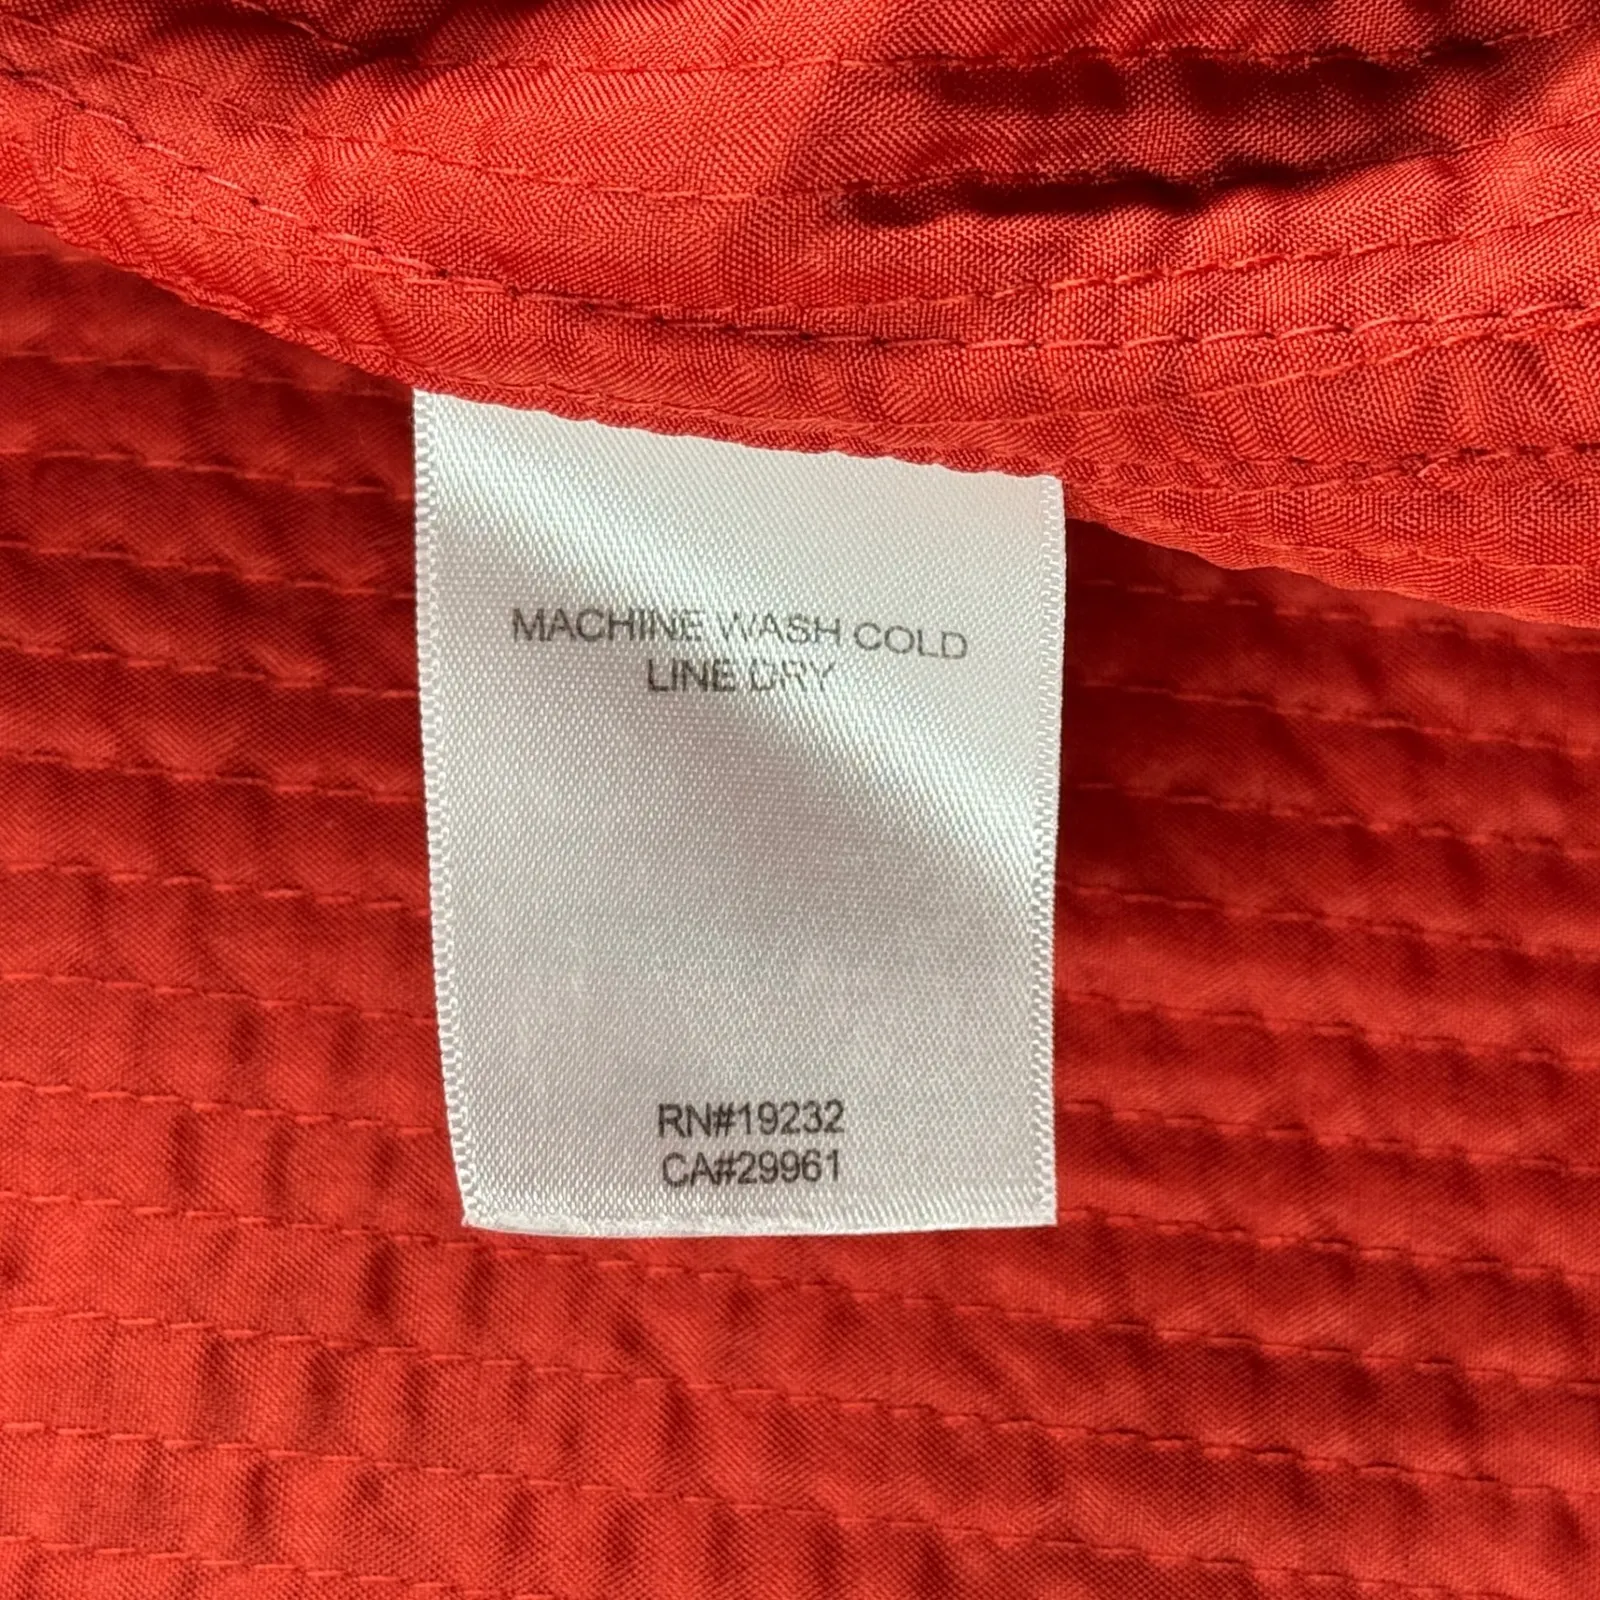 MACHINE WASH COLD
LINE DRY
RN#19232
CA#29961